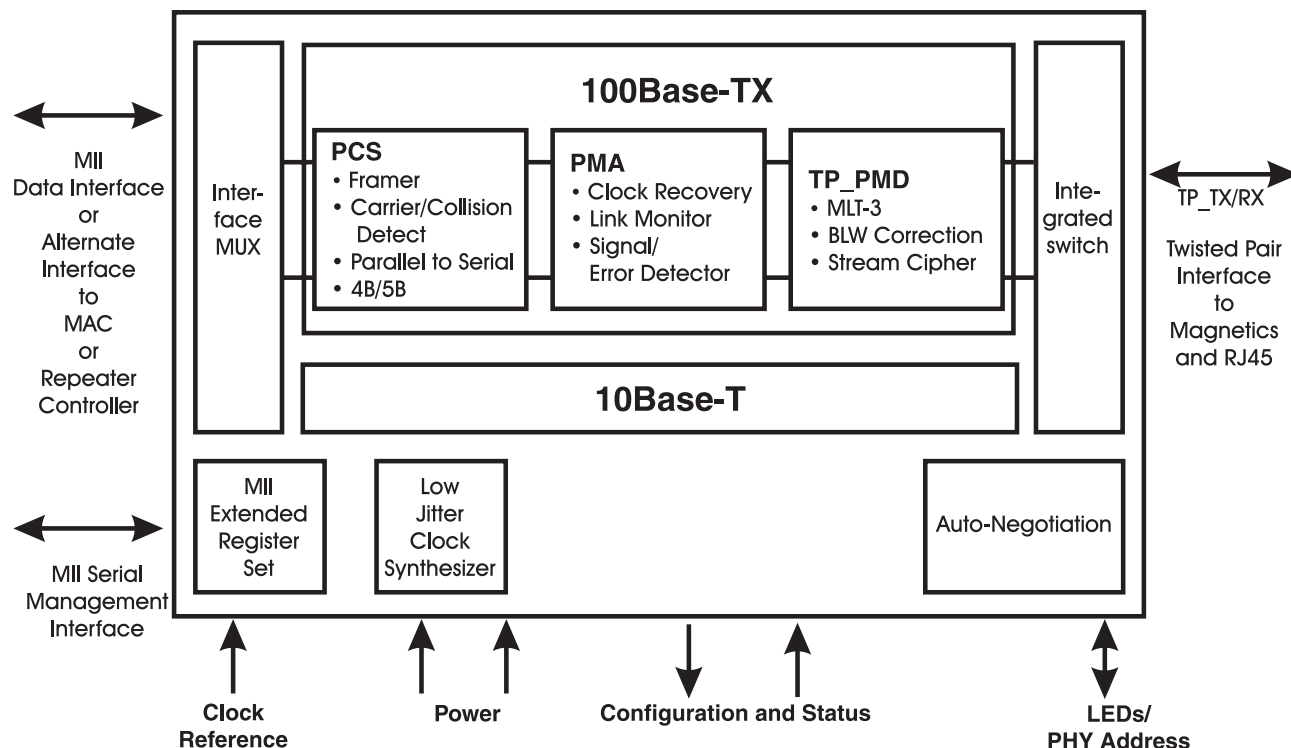 100Base-TX
MII
Data Interface
or
Alternate
Interface
to
MAC
or
Repeater
Controller
Inter-
face
MUX
PCS
• Framer
• Carrier/Collision
Detect
• Parallel to Serial
• 4B/5B
PMA
• Clock Recovery
• Link Monitor
• Signal/
Error Detector
TP_PMD
• MLT-3
• BLW Correction
• Stream Cipher
Inte-
grated
switch
TP_TX/RX
Twisted Pair
Interface
to
Magnetics
and RJ45
10Base-T
MII
Extended
Register
Set
Low
Jitter
Clock
Synthesizer
Auto-Negotiation
MII Serial
Management
Interface
Clock
Reference
Power
Configuration and Status
LEDs/
PHY Address